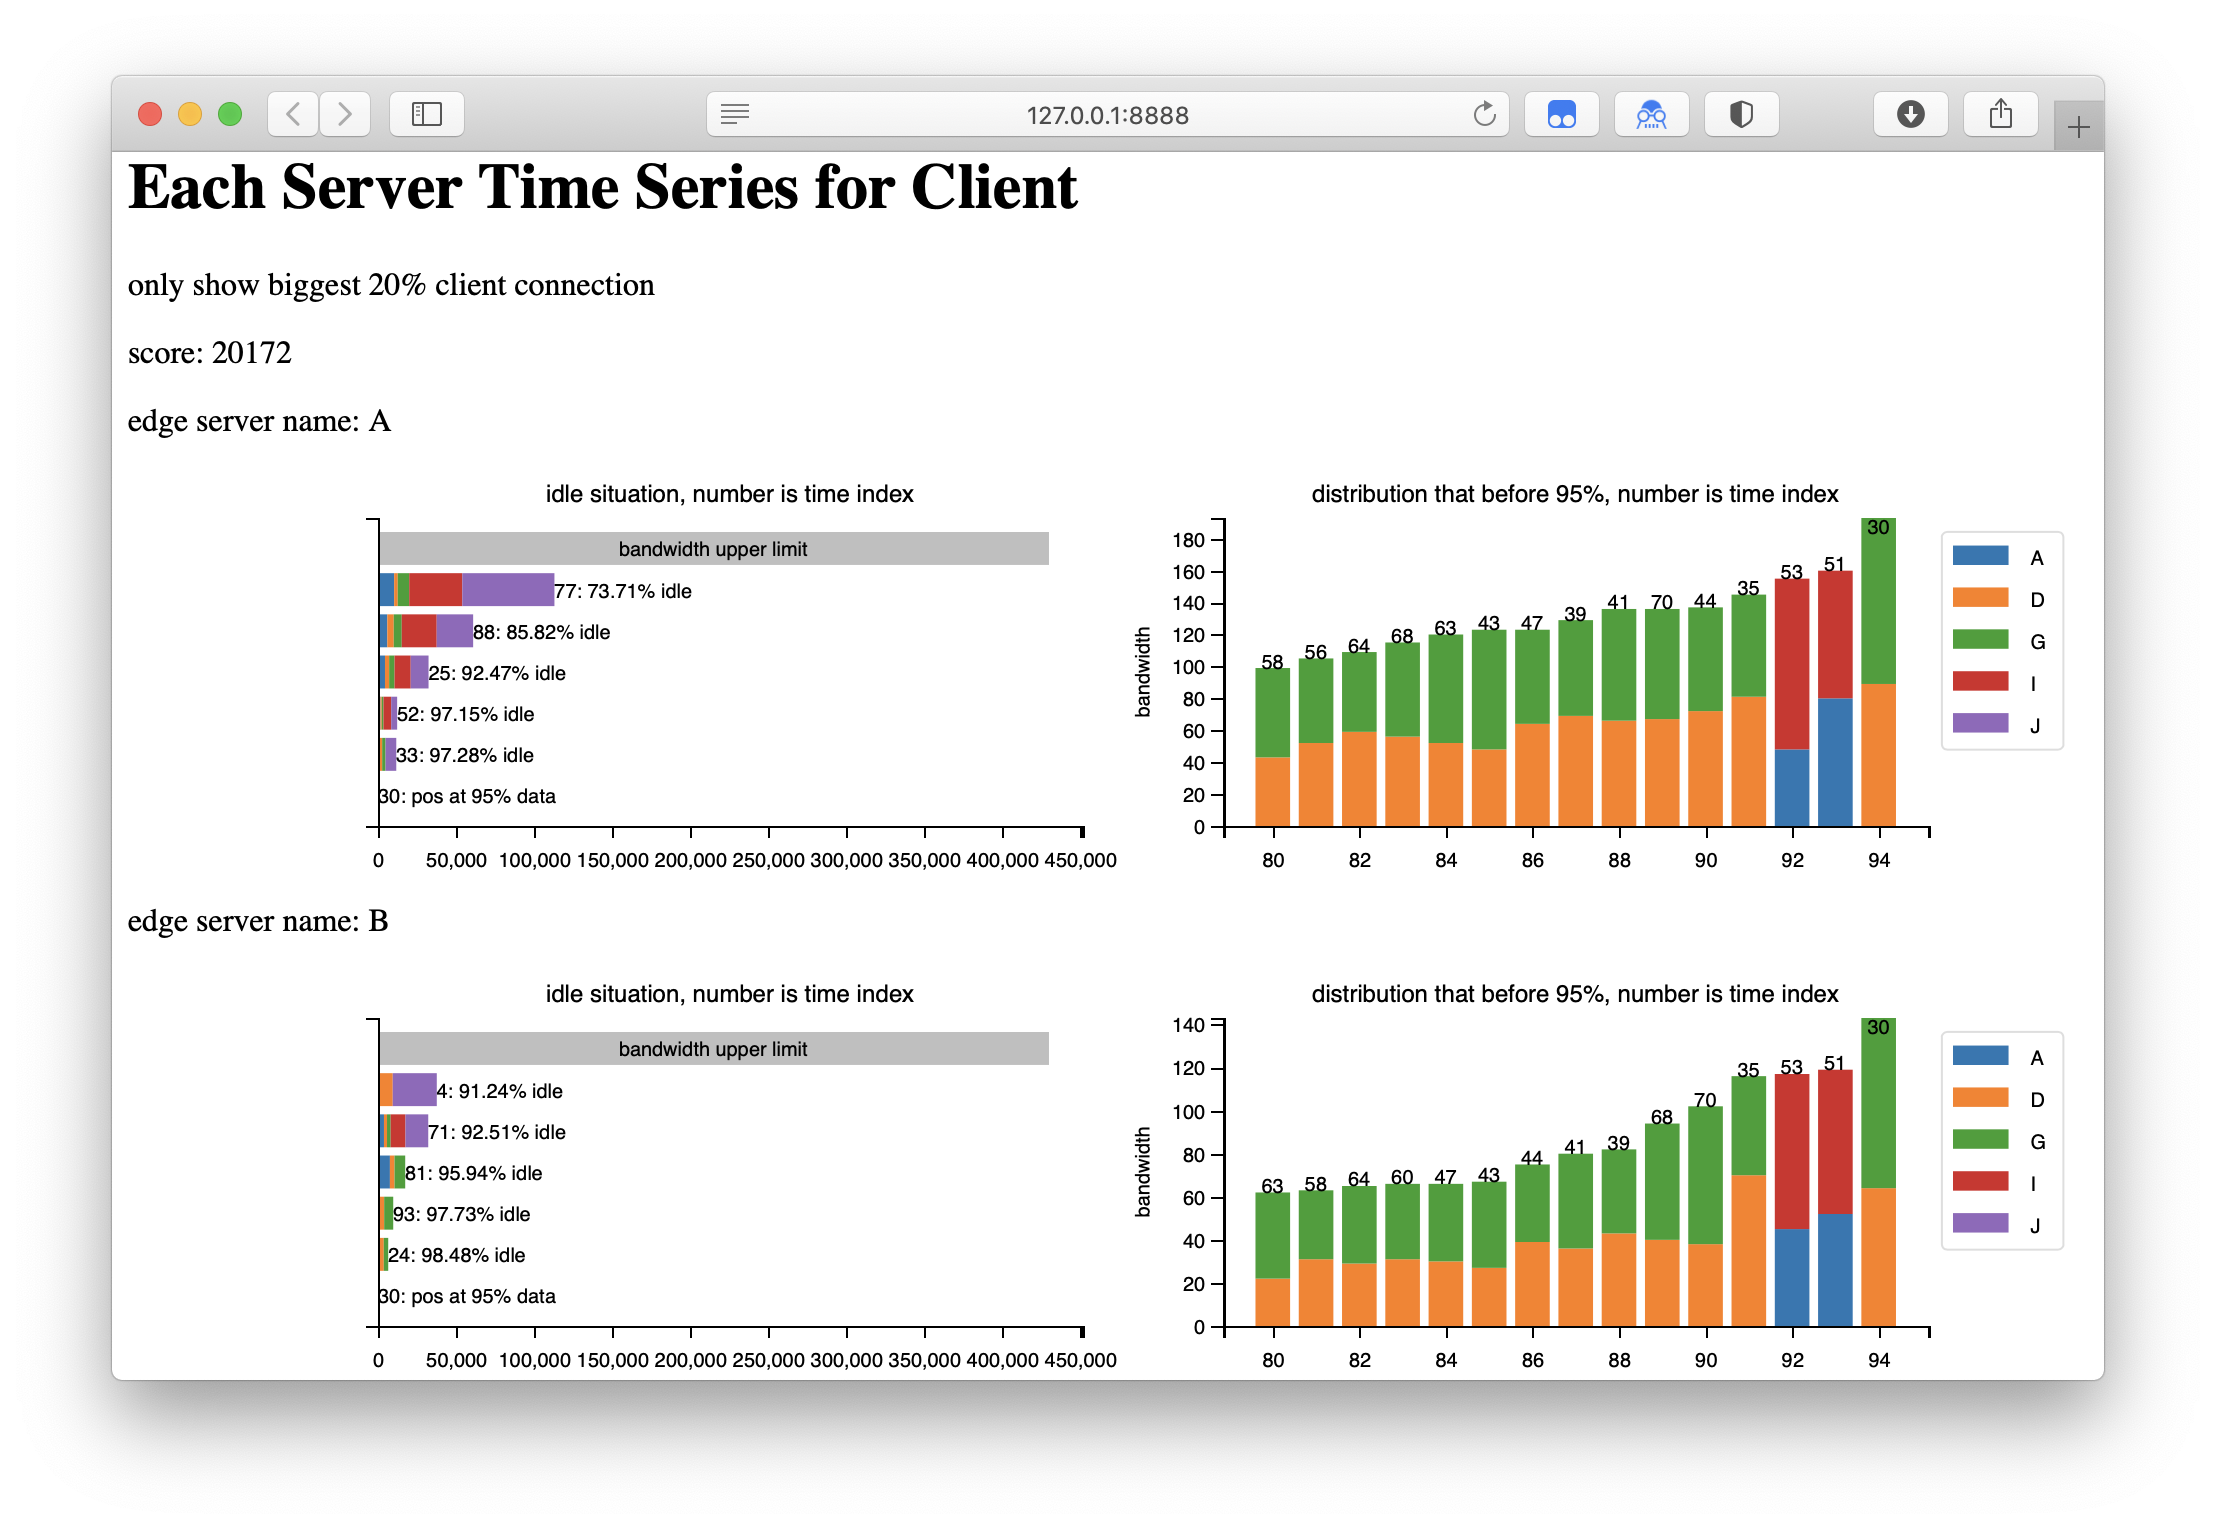 127.0.0.1:8888
Each Server Time Series for Client
only show biggest 20% client connection
score: 20172
edge server name: A
idle situation, number is time index
bandwidth upper limit
77: 73.71% idle
88: 85.82% idle
25: 92.47% idle
52: 97.15% idle
33: 97.28% idle
30: pos at 95% data
0 50,000 100,000 150,000 200,000 250,000 300,000 350,000 400,000 450,000
distribution that before 95%, number is time index
bandwidth
180
160
140
120
100
80
60
40
20
0
58 56 64 68 63 43 47 39 41 70 44 35 53 51 30
80 82 84 86 88 90 92 94
A
D
G
I
J
edge server name: B
idle situation, number is time index
bandwidth upper limit
4: 91.24% idle
71: 92.51% idle
81: 95.94% idle
93: 97.73% idle
24: 98.48% idle
30: pos at 95% data
0 50,000 100,000 150,000 200,000 250,000 300,000 350,000 400,000 450,000
distribution that before 95%, number is time index
bandwidth
140
120
100
80
60
40
20
0
63 58 64 60 47 43 44 41 39 68 70 35 53 51 30
80 82 84 86 88 90 92 94
A
D
G
I
J